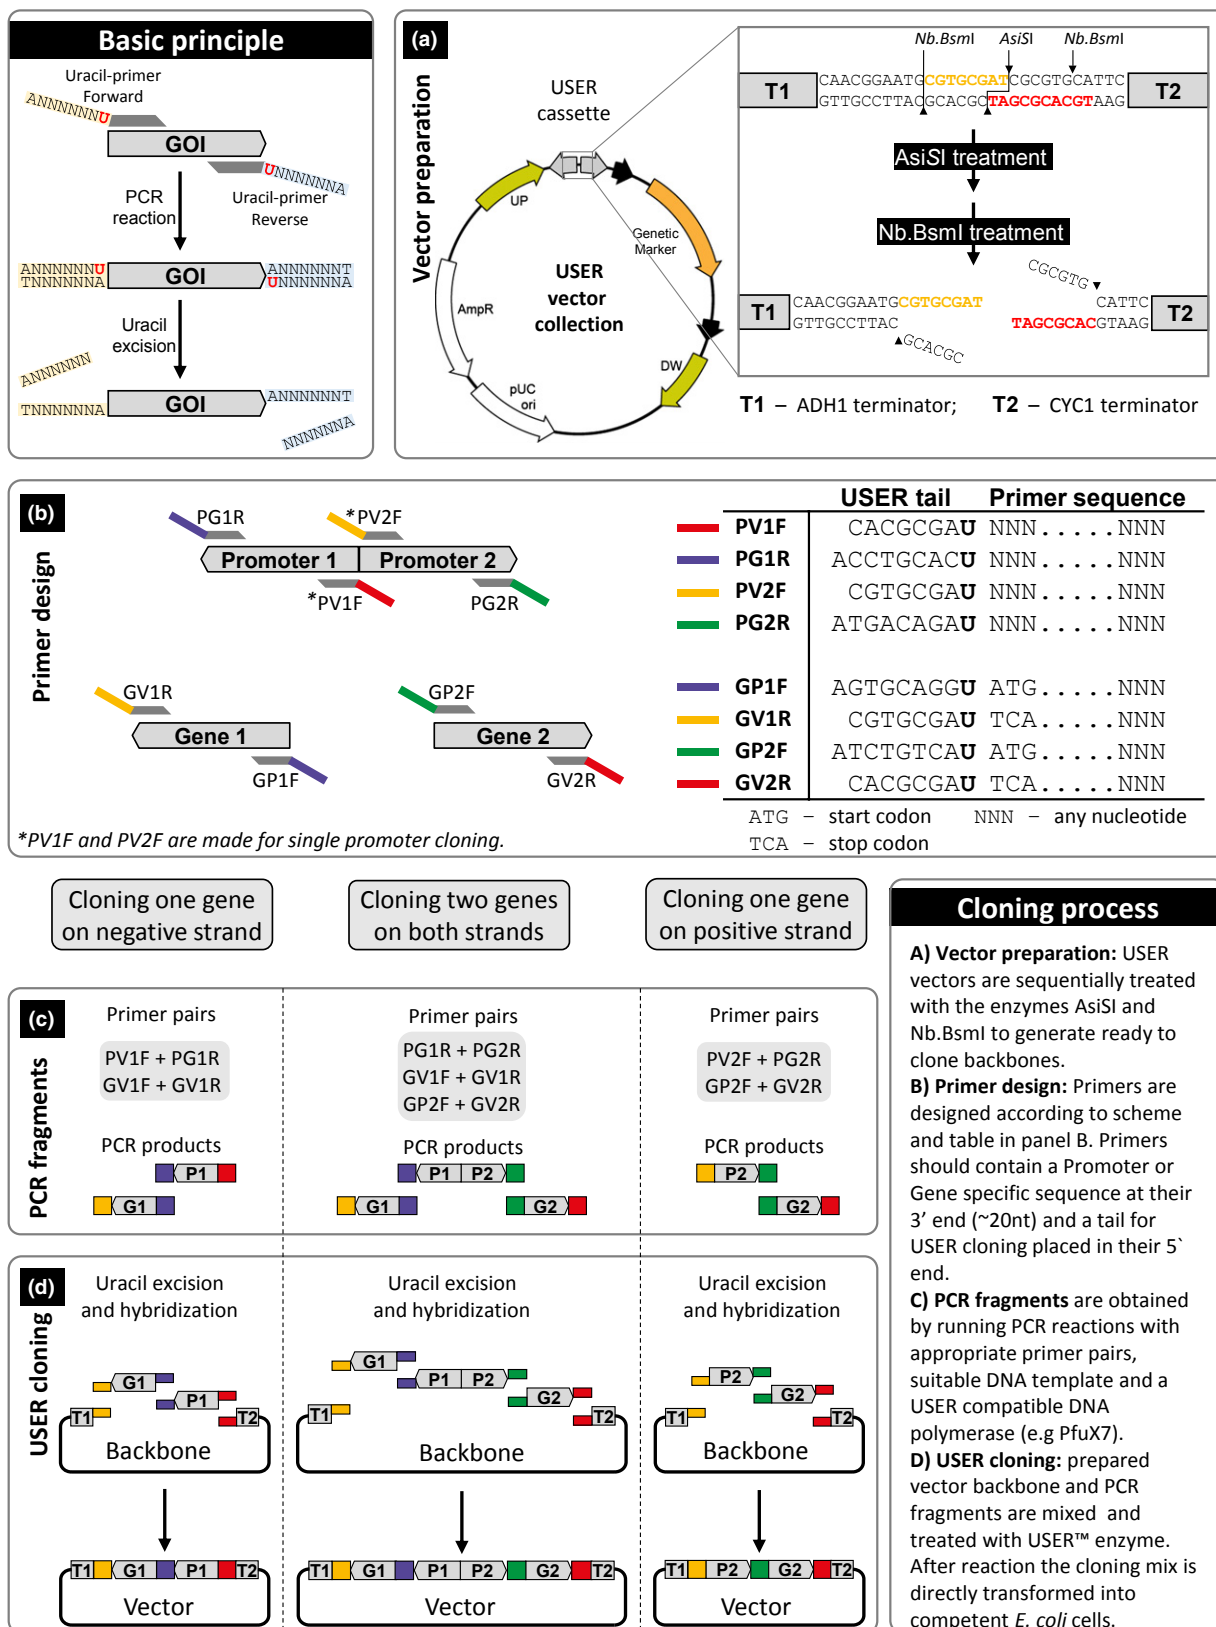 Basic principle
Uracil-primer
Forward
ANNNNNNU
GOI
UNNNNNNA
PCR
reaction
Uracil-primer
Reverse
ANNNNNNU
TNNNNNNA
GOI
ANNNNNNT
UNNNNNNA
Uracil
excision
ANNNNNN
TNNNNNNA
GOI
ANNNNNNT
NNNNNNA
(a)
Vector preparation
USER
cassette
UP
Genetic
Marker
USER
vector
collection
AmpR
pUC
ori
DW
Nb.BsmI AsiSI Nb.BsmI
T1
CAACGGAATGCGTGCGATCGCGTGCATTC
GTTGCCTTACGCACGCTAGCGCACGTAAG
T2
AsiSI treatment
Nb.BsmI treatment
CGCGTG
T1
CAACGGAATGCGTGCGAT
GTTGCCTTAC
GCACGC
CATTC
TAGCGCACGTAAG
T2
T1 – ADH1 terminator; T2 – CYC1 terminator
(b)
Primer design
PG1R
*PV2F
Promoter 1
Promoter 2
*PV1F
PG2R
GV1R
GP2F
Gene 1
Gene 2
GP1F
GV2R
*PV1F and PV2F are made for single promoter cloning.
USER tail Primer sequence
PV1F CACGCGAU NNN.....NNN
PG1R ACCTGCACU NNN.....NNN
PV2F CGTGCGAU NNN.....NNN
PG2R ATGACAGAU NNN.....NNN
GP1F AGTGCAGGU ATG.....NNN
GV1R CGTGCGAU TCA.....NNN
GP2F ATCTGTCAU ATG.....NNN
GV2R CACGCGAU TCA.....NNN
ATG – start codon NNN – any nucleotide
TCA – stop codon
Cloning one gene
on negative strand
Cloning two genes
on both strands
Cloning one gene
on positive strand
(c)
PCR fragments
Primer pairs
PV1F + PG1R
GV1F + GV1R
PCR products
P1
G1
Primer pairs
PG1R + PG2R
GV1F + GV1R
GP2F + GV2R
PCR products
P1 P2
G1 G2
Primer pairs
PV2F + PG2R
GP2F + GV2R
PCR products
P2
G2
(d)
USER cloning
Uracil excision
and hybridization
G1
P1
T1 T2
Backbone
T1 G1 P1 T2
Vector
Uracil excision
and hybridization
G1
P1 P2
G2
T1 T2
Backbone
T1 G1 P1 P2 G2 T2
Vector
Uracil excision
and hybridization
P2
G2
T1 T2
Backbone
T1 P2 G2 T2
Vector
Cloning process
A) Vector preparation: USER
vectors are sequentially treated
with the enzymes AsiSI and
Nb.BsmI to generate ready to
clone backbones.
B) Primer design: Primers are
designed according to scheme
and table in panel B. Primers
should contain a Promoter or
Gene specific sequence at their
3’ end (~20nt) and a tail for
USER cloning placed in their 5`
end.
C) PCR fragments are obtained
by running PCR reactions with
appropriate primer pairs,
suitable DNA template and a
USER compatible DNA
polymerase (e.g PfuX7).
D) USER cloning: prepared
vector backbone and PCR
fragments are mixed and
treated with USER™ enzyme.
After reaction the cloning mix is
directly transformed into
competent E. coli cells.